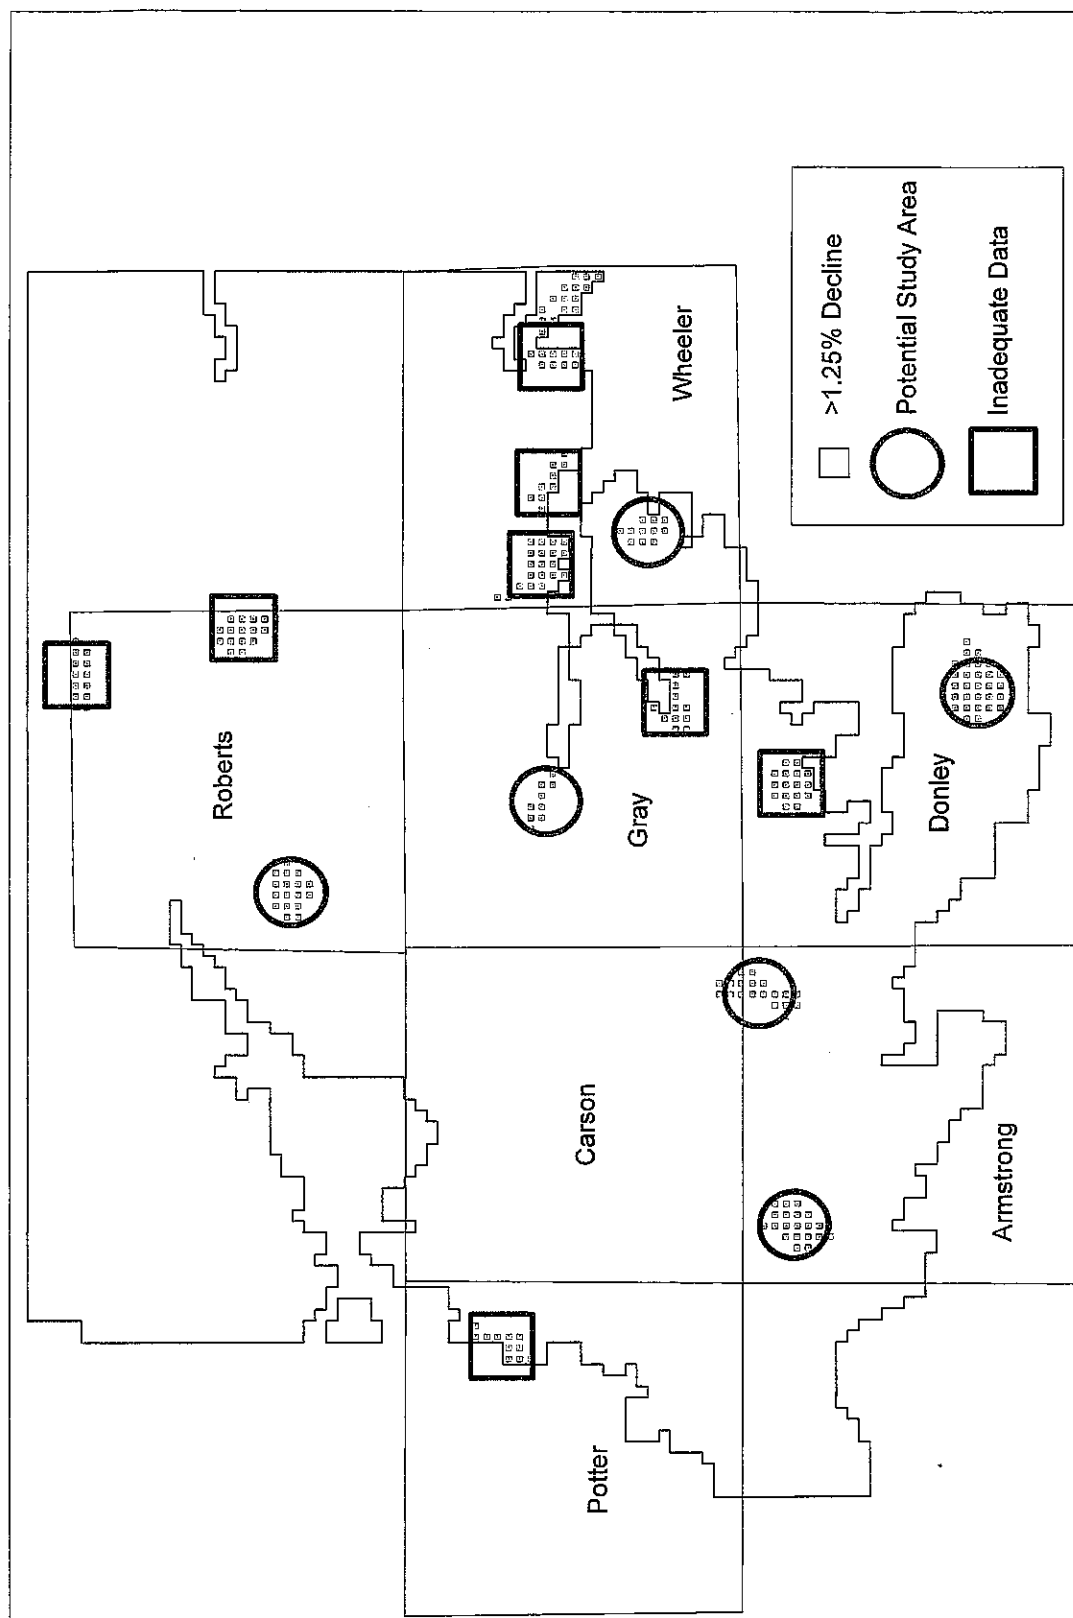 Roberts
Wheeler
Gray
Carson
Potter
Donley
Armstrong
>1.25% Decline
Potential Study Area
Inadequate Data